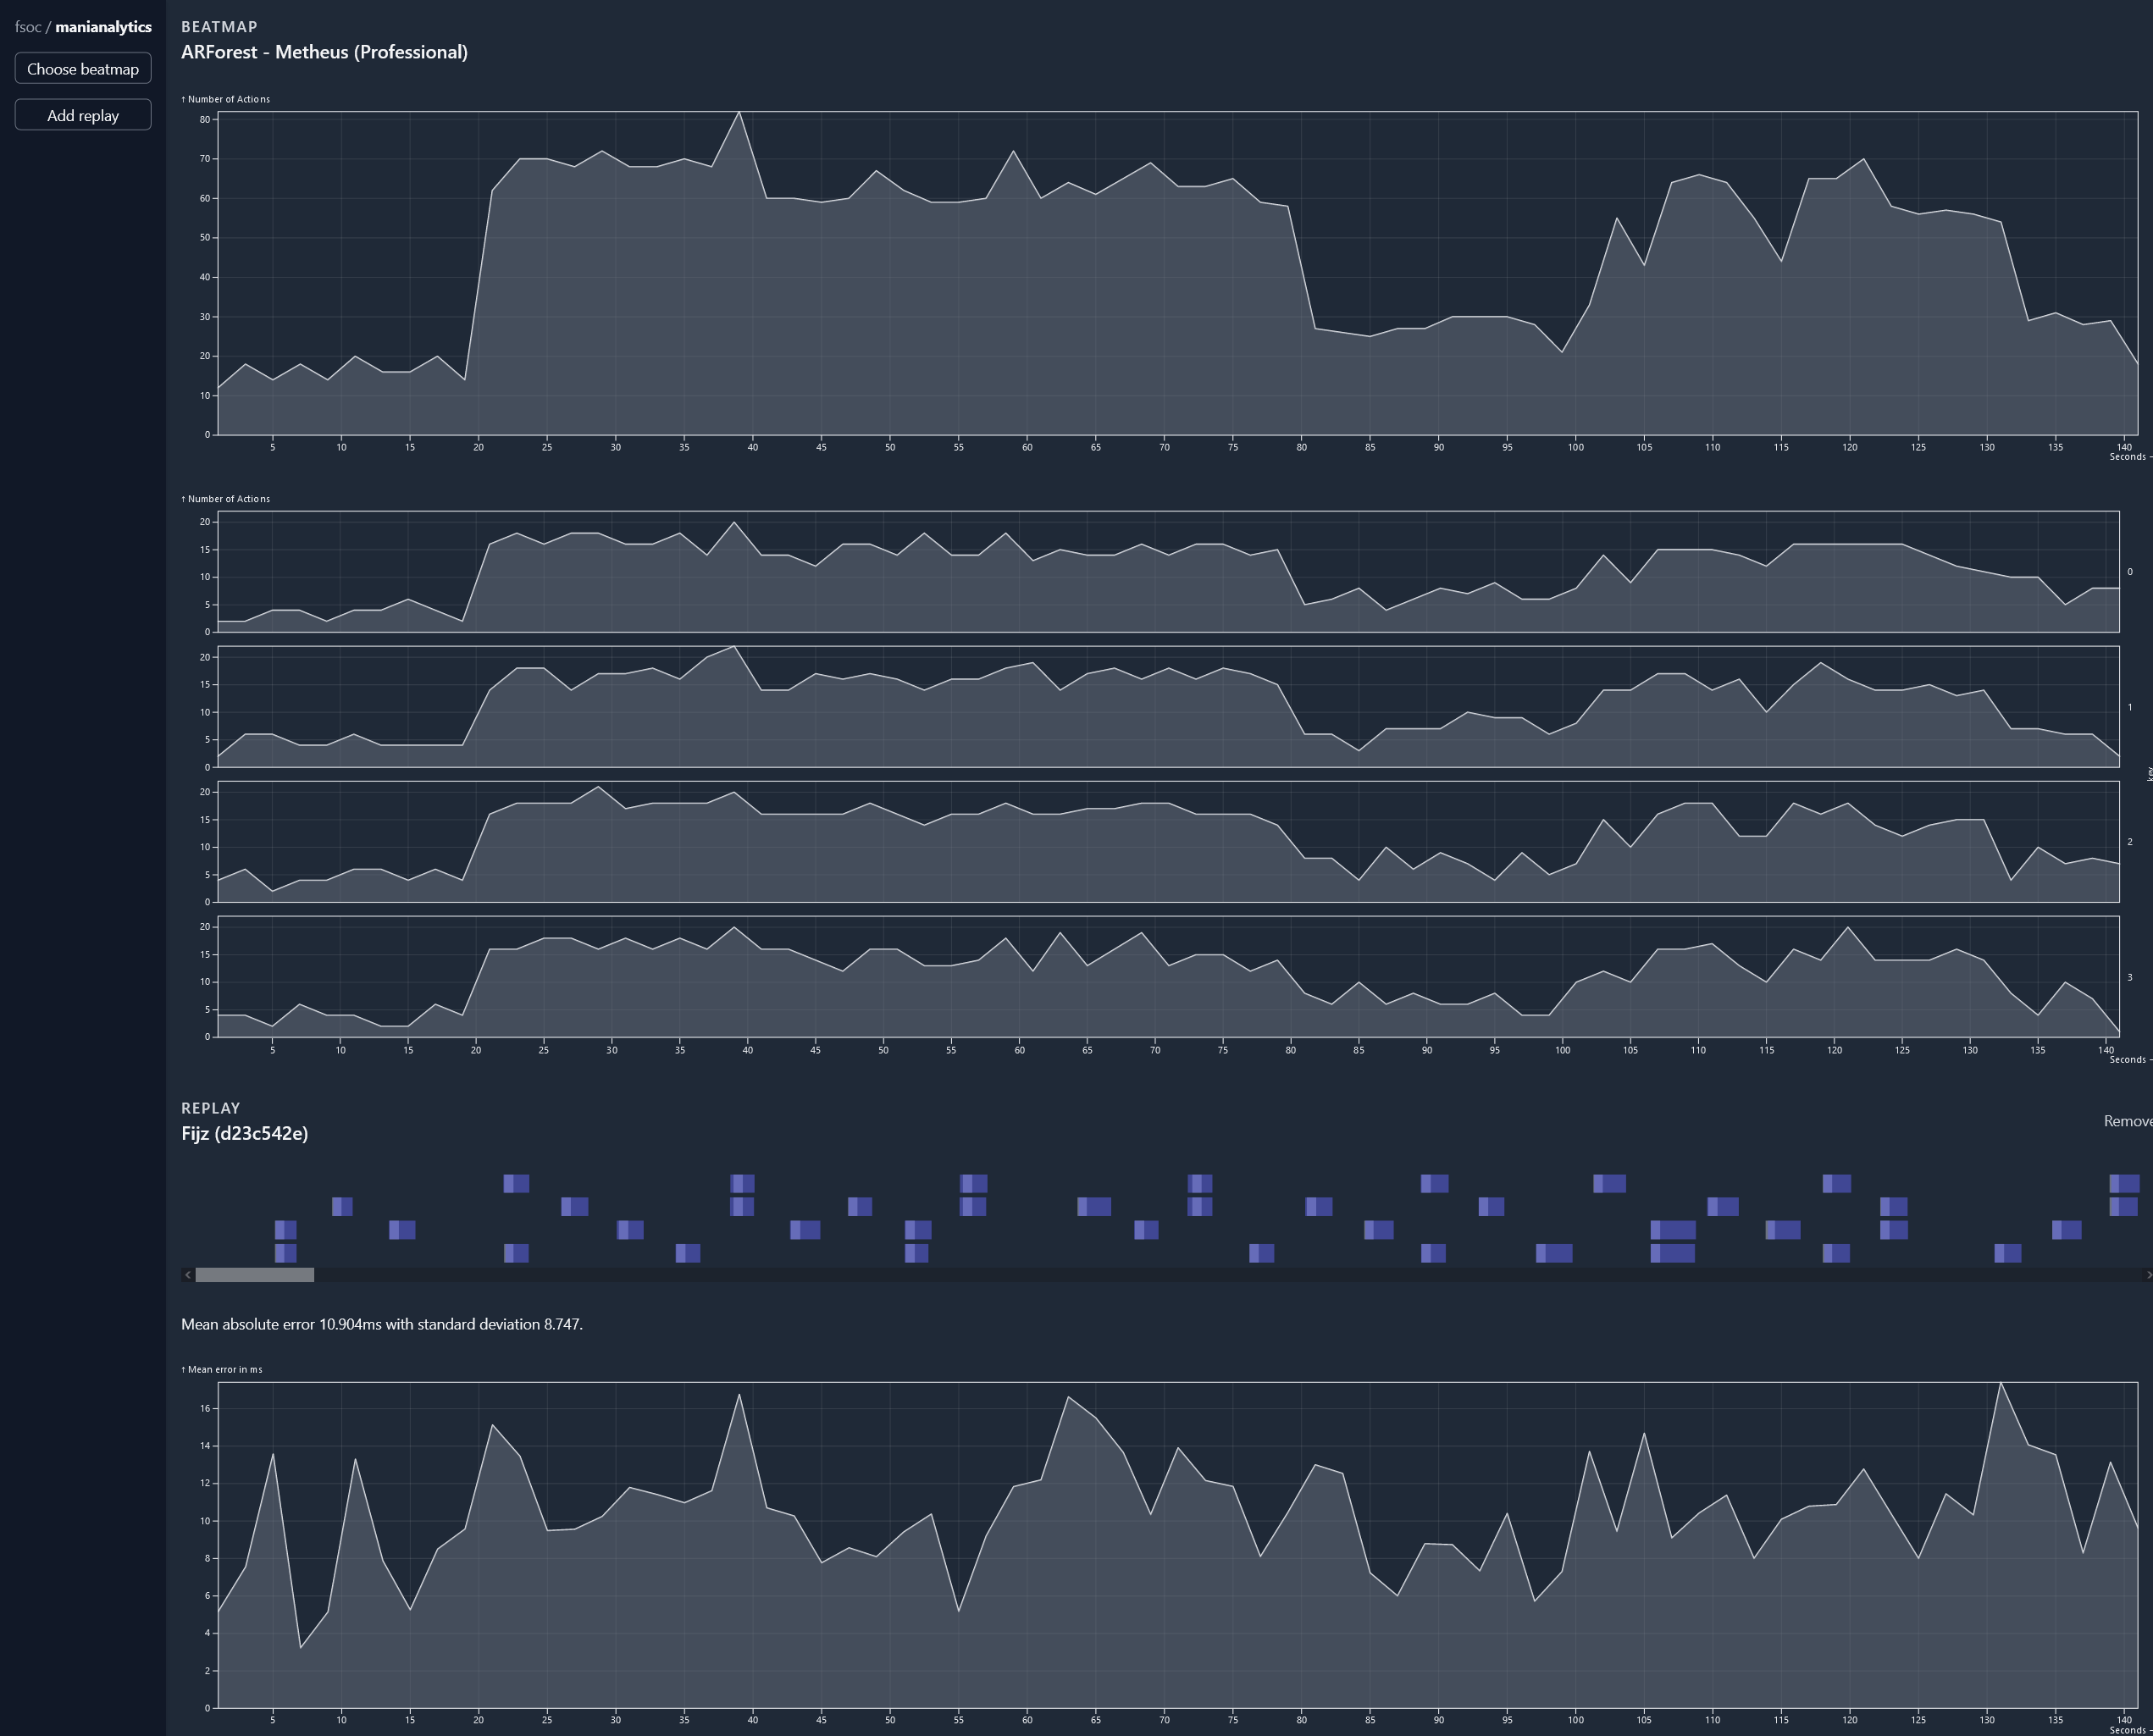 fsoc / manianalytics
Choose beatmap
Add replay
BEATMAP
ARForest - Metheus (Professional)
↑ Number of Actions
80
70
60
50
40
30
20
10
0
5 10 15 20 25 30 35 40 45 50 55 60 65 70 75 80 85 90 95 100 105 110 115 120 125 130 135 140
Seconds
↑ Number of Actions
20
15
10
5
0
0
20
15
10
5
0
1
key
20
15
10
5
0
2
20
15
10
5
0
3
5 10 15 20 25 30 35 40 45 50 55 60 65 70 75 80 85 90 95 100 105 110 115 120 125 130 135 140
Seconds
REPLAY
Fijz (d23c542e)
Remove
Mean absolute error 10.904ms with standard deviation 8.747.
↑ Mean error in ms
16
14
12
10
8
6
4
2
0
5 10 15 20 25 30 35 40 45 50 55 60 65 70 75 80 85 90 95 100 105 110 115 120 125 130 135 140
Seconds